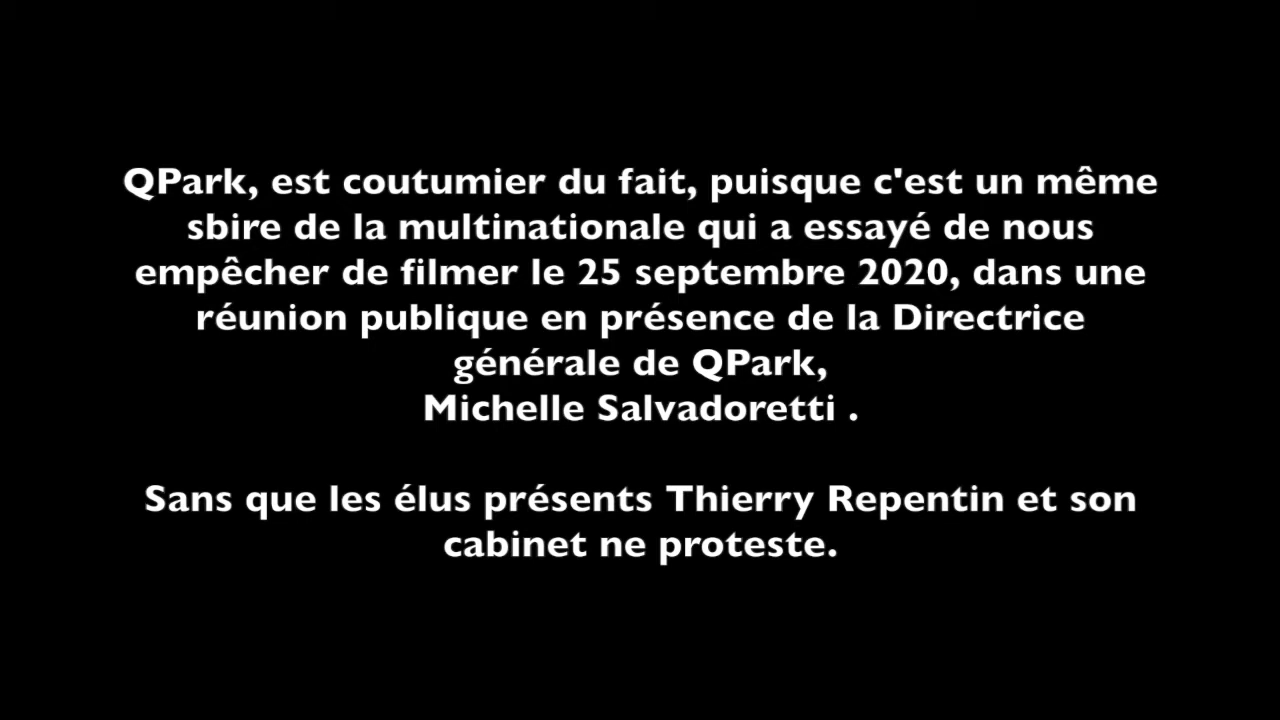 QPark, est coutumier du fait, puisque c'est un même
sbire de la multinationale qui a essayé de nous
empêcher de filmer le 25 septembre 2020, dans une
réunion publique en présence de la Directrice
générale de QPark,
Michelle Salvadoretti .
Sans que les élus présents Thierry Repentin et son
cabinet ne proteste.